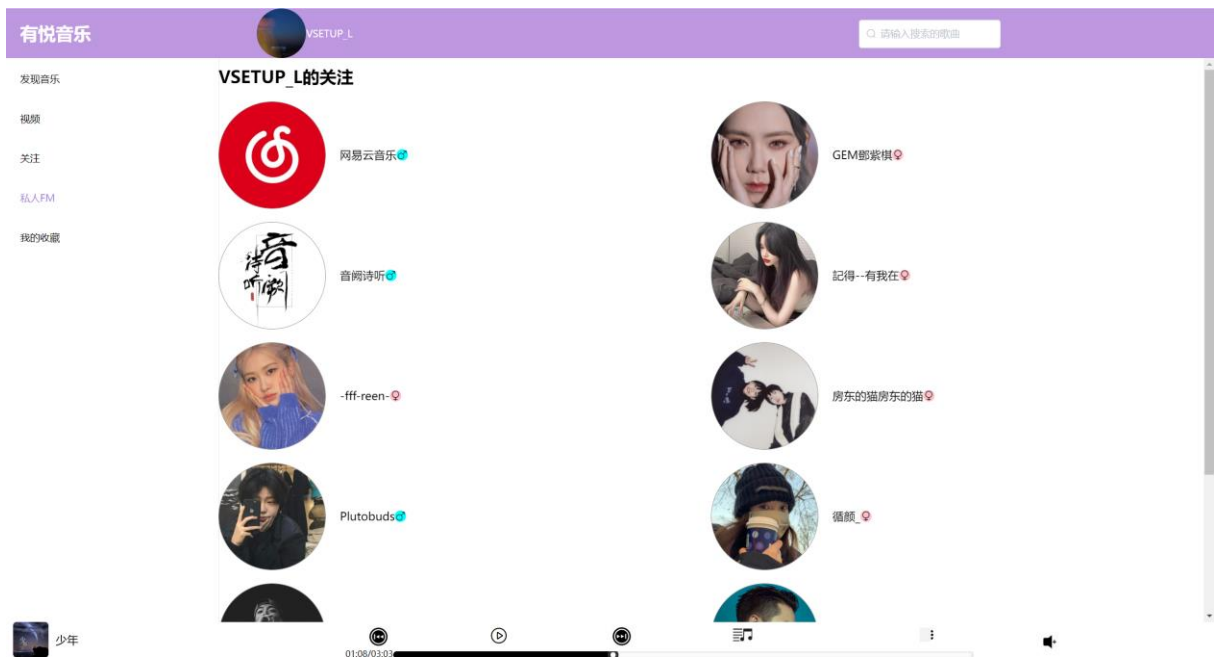 有悦音乐
VSETUP_L
请输入搜索的歌曲
发现音乐
视频
关注
私人FM
我的收藏
VSETUP_L的关注
网易云音乐
GEM鄧紫棋
音阙诗听
音阙
诗听
記得--有我在
-fff-reen-
房东的猫房东的猫
Plutobuds
循颜_
少年
01:08/03:03